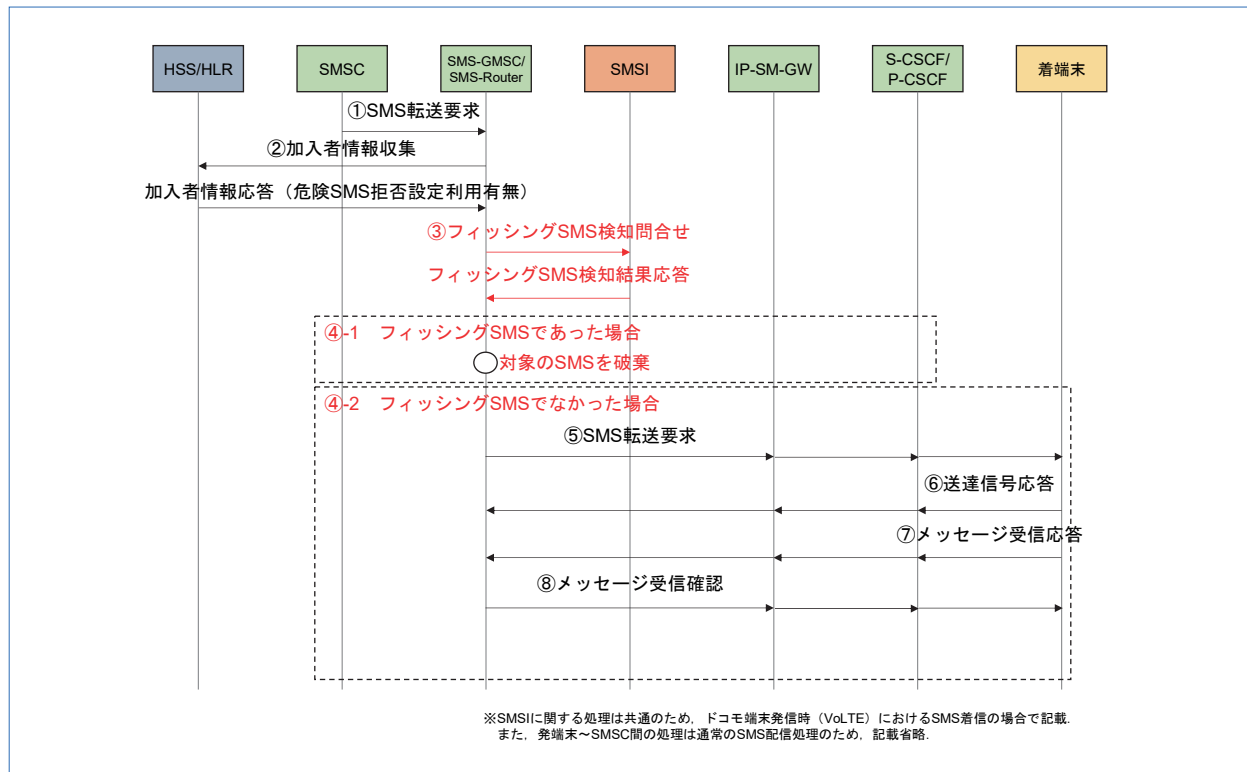 HSS/HLR
SMSC
SMS-GMSC/
SMS-Router
SMSI
IP-SM-GW
S-CSCF/
P-CSCF
着端末
①SMS転送要求
②加入者情報収集
加入者情報応答（危険SMS拒否設定利用有無）
③フィッシングSMS検知問合せ
フィッシングSMS検知結果応答
④-1　フィッシングSMSであった場合
対象のSMSを破棄
④-2　フィッシングSMSでなかった場合
⑤SMS転送要求
⑥送達信号応答
⑦メッセージ受信応答
⑧メッセージ受信確認
※SMSIに関する処理は共通のため，ドコモ端末発信時（VoLTE）におけるSMS着信の場合で記載．
また，発端末～SMSC間の処理は通常のSMS配信処理のため，記載省略．